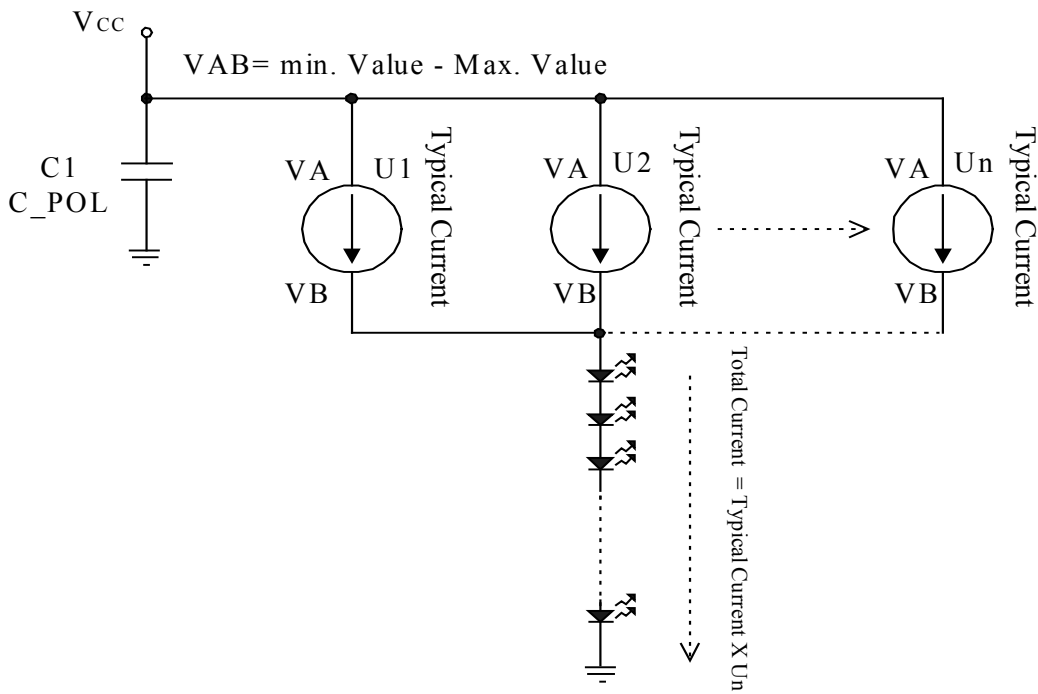 Vcc
VAB= min. Value - Max. Value
C1
C_POL
VA
U1
VB
Typical Current
VA
U2
VB
Typical Current
VA
Un
VB
Typical Current
Total Current = Typical Current X Un